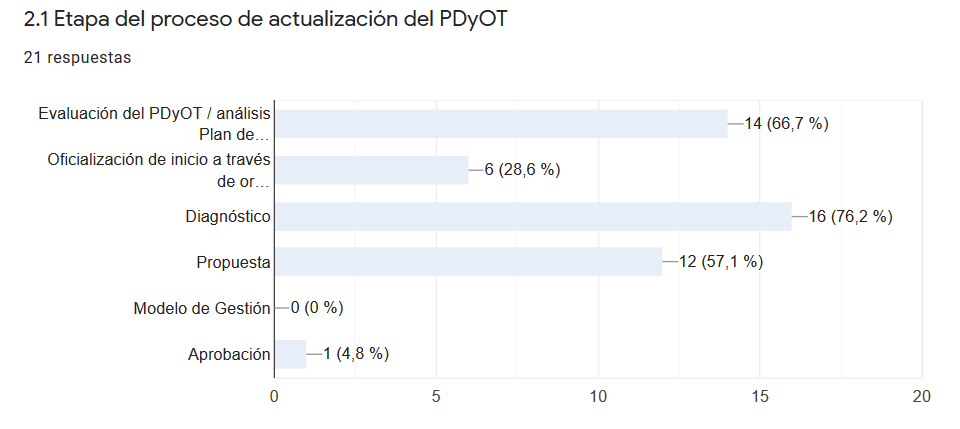 2.1 Etapa del proceso de actualización del PDyOT
21 respuestas
Evaluación del PDyOT / análisis
Plan de…
14 (66,7 %)
Oficialización de inicio a través
de or…
6 (28,6 %)
Diagnóstico
16 (76,2 %)
Propuesta
12 (57,1 %)
Modelo de Gestión
0 (0 %)
Aprobación
1 (4,8 %)
0
5
10
15
20